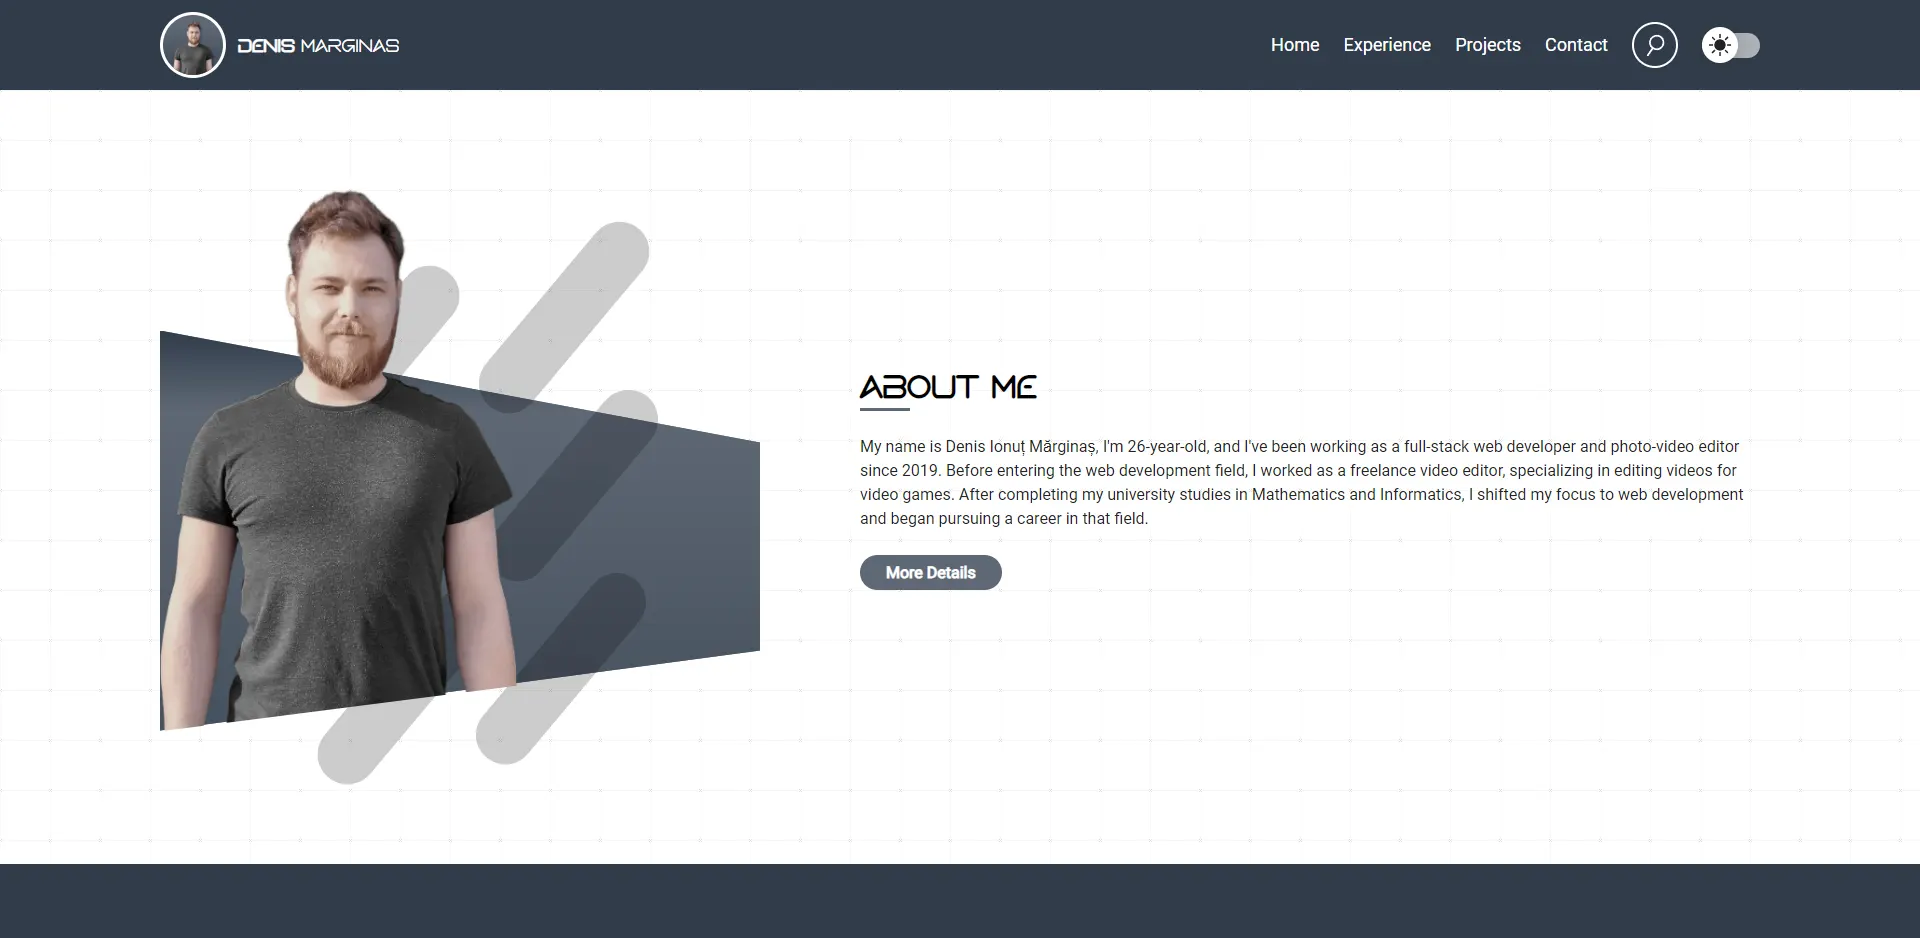 DENIS MARGINAS
Home
Experience
Projects
Contact
ABOUT ME
My name is Denis Ionuț Mărginaș, I'm 26-year-old, and I've been working as a full-stack web developer and photo-video editor
since 2019. Before entering the web development field, I worked as a freelance video editor, specializing in editing videos for
video games. After completing my university studies in Mathematics and Informatics, I shifted my focus to web development
and began pursuing a career in that field.
More Details